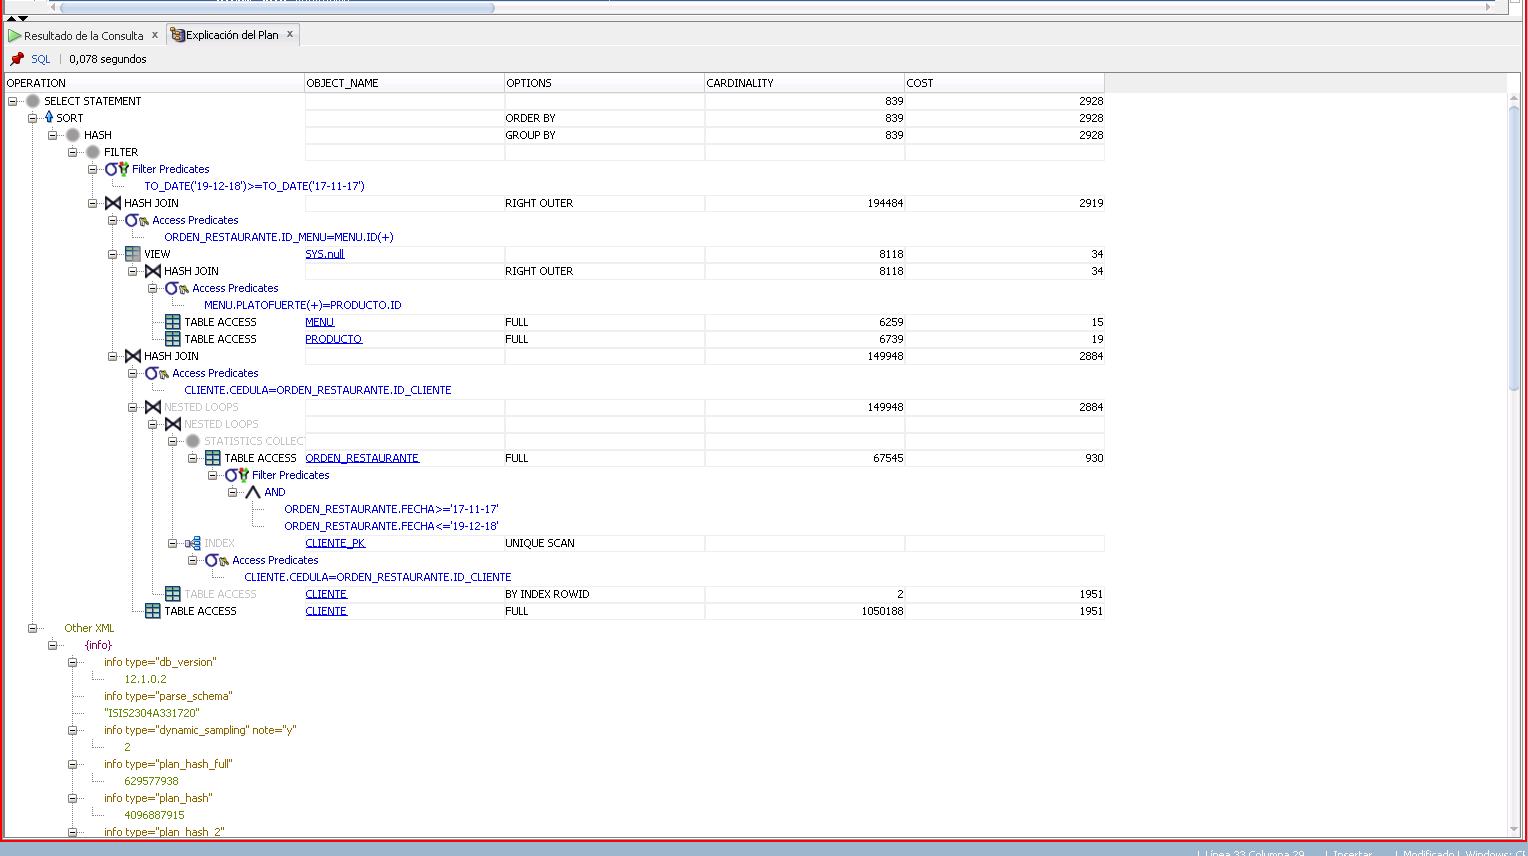 Resultado de la Consulta x Explicación del Plan x
SQL | 0,078 segundos
OPERATION OBJECT_NAME OPTIONS CARDINALITY COST
SELECT STATEMENT 839 2928
SORT ORDER BY 839 2928
HASH GROUP BY 839 2928
FILTER
Filter Predicates
TO_DATE('19-12-18')>=TO_DATE('17-11-17')
HASH JOIN RIGHT OUTER 194484 2919
Access Predicates
ORDEN_RESTAURANTE.ID_MENU=MENU.ID(+)
VIEW SYS.null 8118 34
HASH JOIN RIGHT OUTER 8118 34
Access Predicates
MENU.PLATOFUERTE(+)=PRODUCTO.ID
TABLE ACCESS MENU FULL 6259 15
TABLE ACCESS PRODUCTO FULL 6739 19
HASH JOIN 149948 2884
Access Predicates
CLIENTE.CEDULA=ORDEN_RESTAURANTE.ID_CLIENTE
NESTED LOOPS 149948 2884
NESTED LOOPS
STATISTICS COLLEC
TABLE ACCESS ORDEN_RESTAURANTE FULL 67545 930
Filter Predicates
AND
ORDEN_RESTAURANTE.FECHA>='17-11-17'
ORDEN_RESTAURANTE.FECHA<='19-12-18'
INDEX CLIENTE_PK UNIQUE SCAN
Access Predicates
CLIENTE.CEDULA=ORDEN_RESTAURANTE.ID_CLIENTE
TABLE ACCESS CLIENTE BY INDEX ROWID 2 1951
TABLE ACCESS CLIENTE FULL 1050188 1951
Other XML
{info}
info type="db_version"
12.1.0.2
info type="parse_schema"
"ISIS2304A331720"
info type="dynamic_sampling" note="y"
2
info type="plan_hash_full"
629577938
info type="plan_hash"
4096887915
info type="plan_hash_2"
| Línea 33 Columna 29 | Insertar | Modificado | Windows: